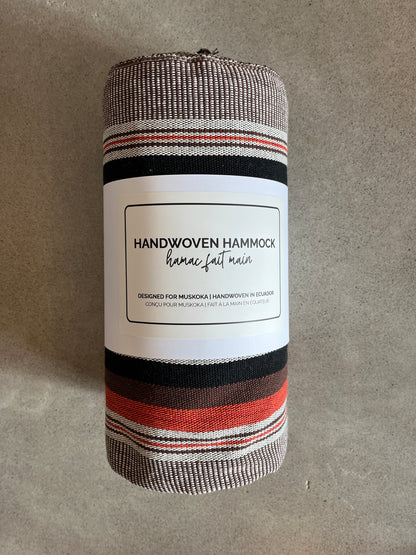 HANDWOVEN HAMMOCK
hamac fait main
DESIGNED FOR MUSKOKA | HANDWOVEN IN ECUADOR
CONÇU POUR MUSKOKA | FAIT À LA MAIN EN ÉQUATEUR